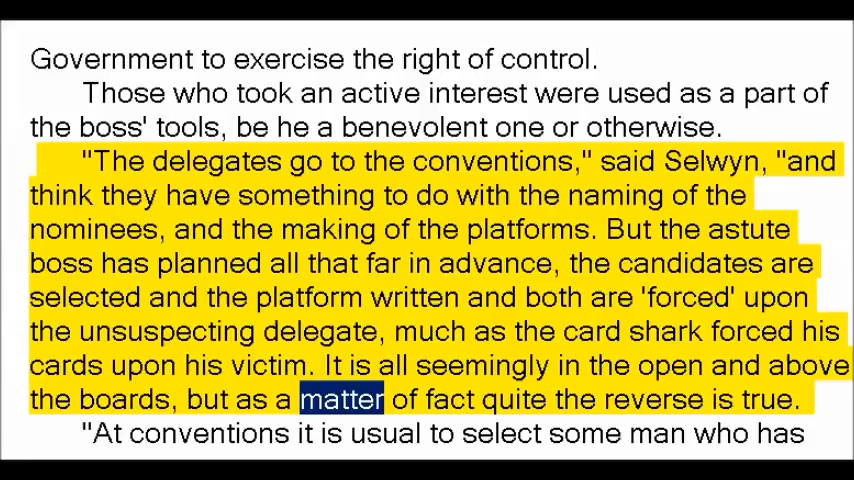 Government to exercise the right of control.
Those who took an active interest were used as a part of
the boss' tools, be he a benevolent one or otherwise.
"The delegates go to the conventions," said Selwyn, "and
think they have something to do with the naming of the
nominees, and the making of the platforms. But the astute
boss has planned all that far in advance, the candidates are
selected and the platform written and both are 'forced' upon
the unsuspecting delegate, much as the card shark forced his
cards upon his victim. It is all seemingly in the open and above
the boards, but as a matter of fact quite the reverse is true.
"At conventions it is usual to select some man who has